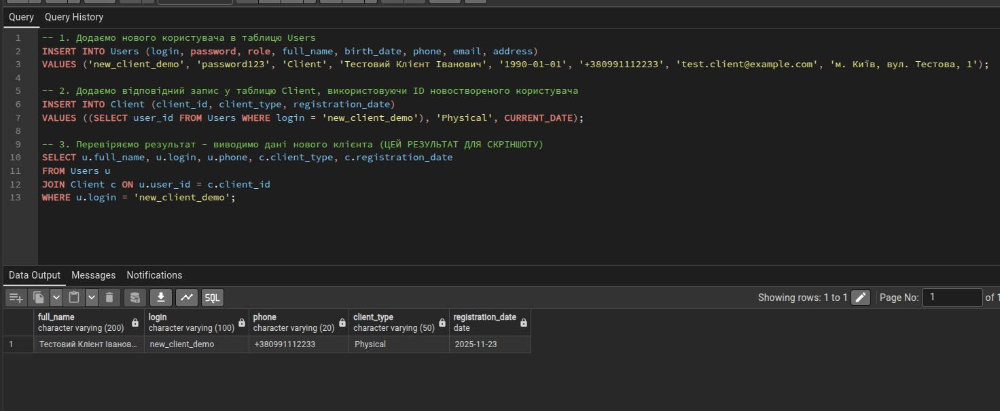 Query Query History
1 -- 1. Додаємо нового користувача в таблицю Users
2 INSERT INTO Users (login, password, role, full_name, birth_date, phone, email, address)
3 VALUES ('new_client_demo', 'password123', 'Client', 'Тестовий Клієнт Іванович', '1990-01-01', '+380991112233', 'test.client@example.com', 'м. Київ, вул. Тестова, 1');
4
5 -- 2. Додаємо відповідний запис у таблицю Client, використовуючи ID новоствореного користувача
6 INSERT INTO Client (client_id, client_type, registration_date)
7 VALUES ((SELECT user_id FROM Users WHERE login = 'new_client_demo'), 'Physical', CURRENT_DATE);
8
9 -- 3. Перевіряємо результат - виводимо дані нового клієнта (ЦЕЙ РЕЗУЛЬТАТ ДЛЯ СКРІНШОТУ)
10 SELECT u.full_name, u.login, u.phone, c.client_type, c.registration_date
11 FROM Users u
12 JOIN Client c ON u.user_id = c.client_id
13 WHERE u.login = 'new_client_demo';
Data Output Messages Notifications
SQL Showing rows: 1 to 1 Page No: 1 of 1
full_name login phone client_type registration_date
character varying (200) character varying (100) character varying (20) character varying (50) date
1 Тестовий Клієнт Іванов… new_client_demo +380991112233 Physical 2025-11-23